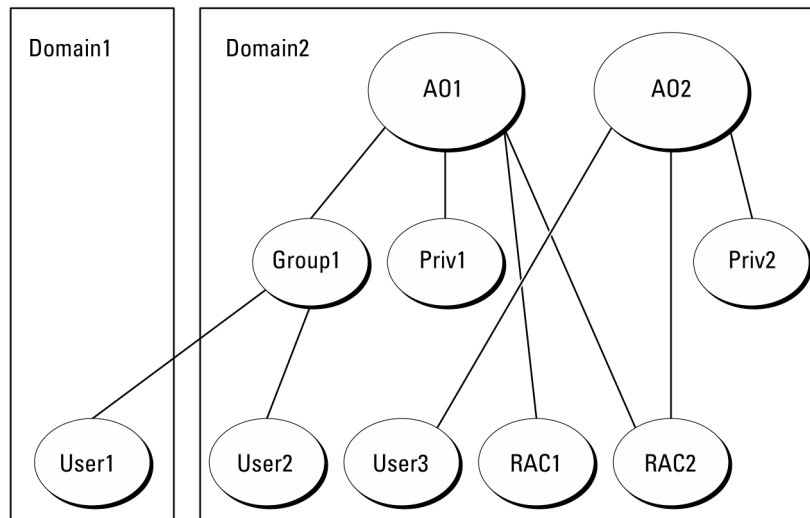 Domain1
Domain2
AO1
AO2
Group1
Priv1
Priv2
User1
User2
User3
RAC1
RAC2